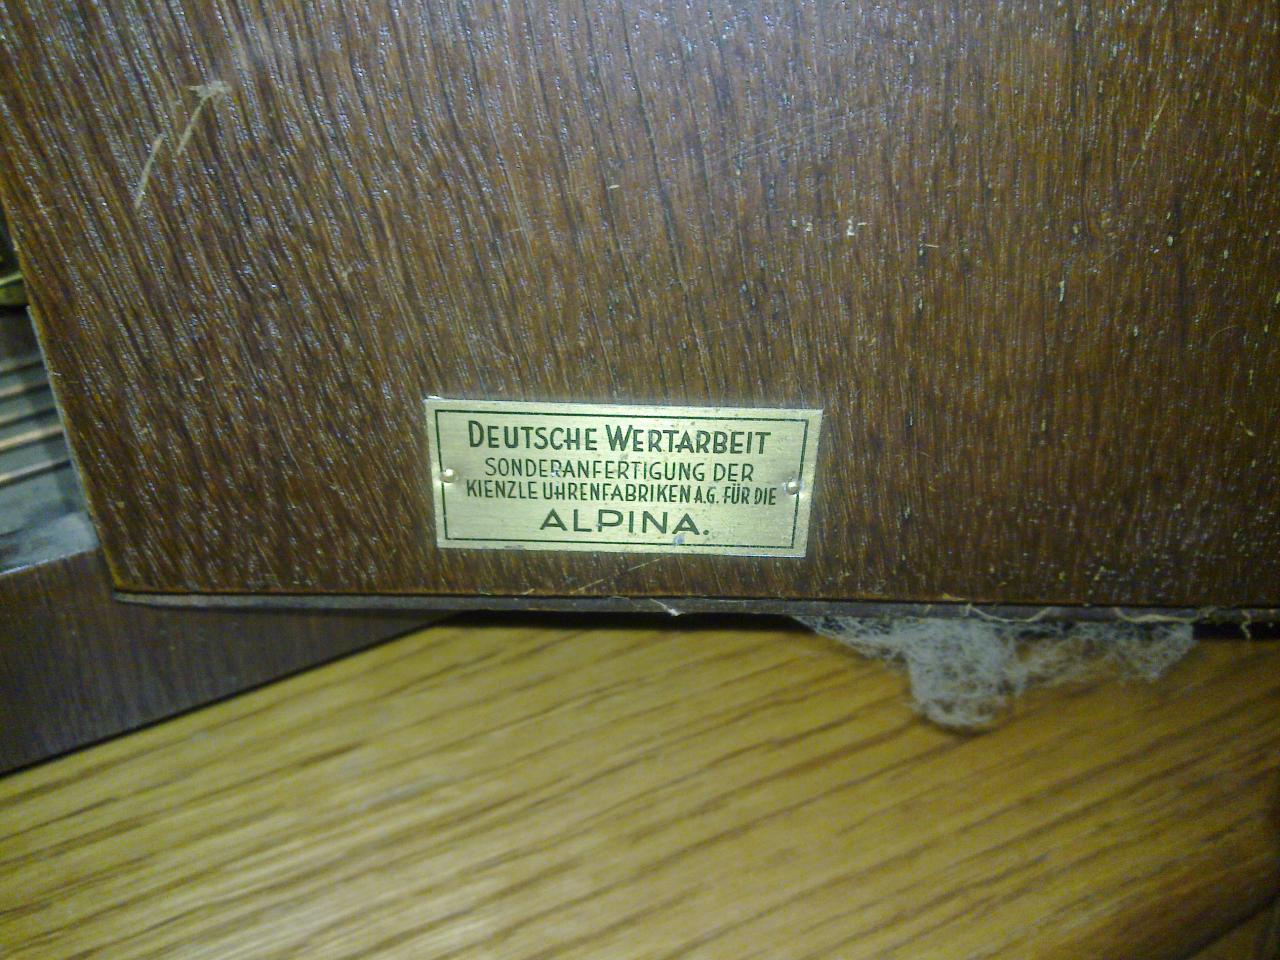 DEUTSCHE WERTARBEIT
SONDERANFERTIGUNG DER
KIENZLE UHRENFABRIKEN A.G. FÜR DIE
ALPINA.